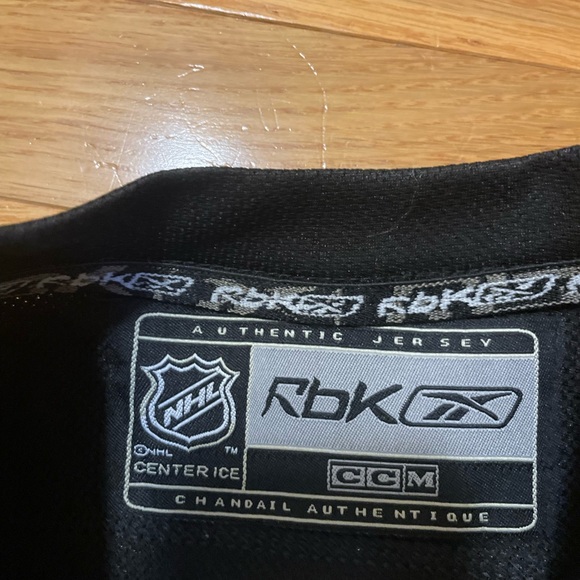 RbK RbK RbK
AUTHENTIC JERSEY
NHL
RbK
©NHL ™
CENTER ICE
CCM
CHANDAIL AUTHENTIQUE